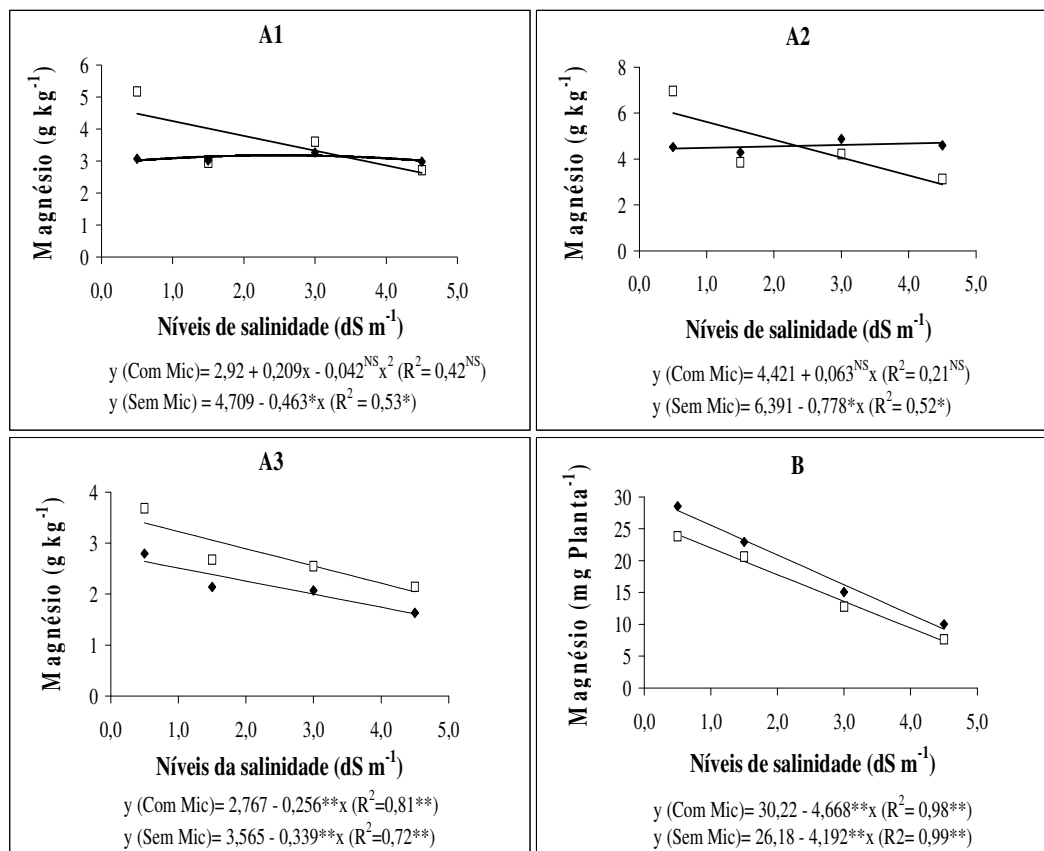 A1
Magnésio (g kg⁻¹)
6
5
4
3
2
1
0
0,0 1,0 2,0 3,0 4,0 5,0
Níveis de salinidade (dS m⁻¹)
y (Com Mic)= 2,92 + 0,209x - 0,042ᴺˢx² (R²= 0,42ᴺˢ)
y (Sem Mic) = 4,709 - 0,463*x (R² = 0,53*)
A2
Magnésio (g kg⁻¹)
8
6
4
2
0
0,0 1,0 2,0 3,0 4,0 5,0
Níveis de salinidade (dS m⁻¹)
y (Com Mic)= 4,421 + 0,063ᴺˢx (R²= 0,21ᴺˢ)
y (Sem Mic) = 6,391 - 0,778*x (R²= 0,52*)
A3
Magnésio (g kg⁻¹)
4
3
2
1
0
0,0 1,0 2,0 3,0 4,0 5,0
Níveis da salinidade (dS m⁻¹)
y (Com Mic)= 2,767 - 0,256**x (R²=0,81**)
y (Sem Mic)= 3,565 - 0,339**x (R²=0,72**)
B
Magnésio (mg Planta⁻¹)
30
25
20
15
10
5
0
0,0 1,0 2,0 3,0 4,0 5,0
Níveis de salinidade (dS m⁻¹)
y (Com Mic)= 30,22 - 4,668**x (R²= 0,98**)
y (Sem Mic)= 26,18 - 4,192**x (R2= 0,99**)